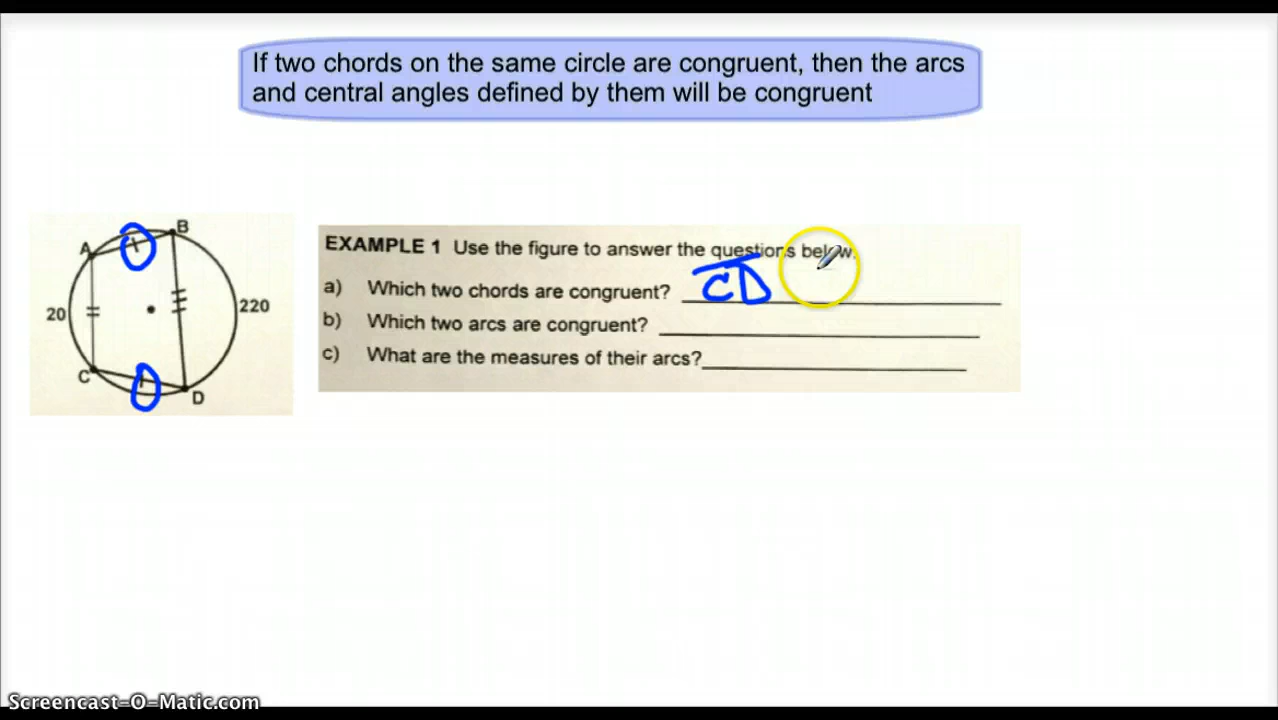 If two chords on the same circle are congruent, then the arcs
and central angles defined by them will be congruent
A
B
20
220
C
D
EXAMPLE 1 Use the figure to answer the questions below.
a) Which two chords are congruent? CD
b) Which two arcs are congruent?
c) What are the measures of their arcs?
Screencast-O-Matic.com